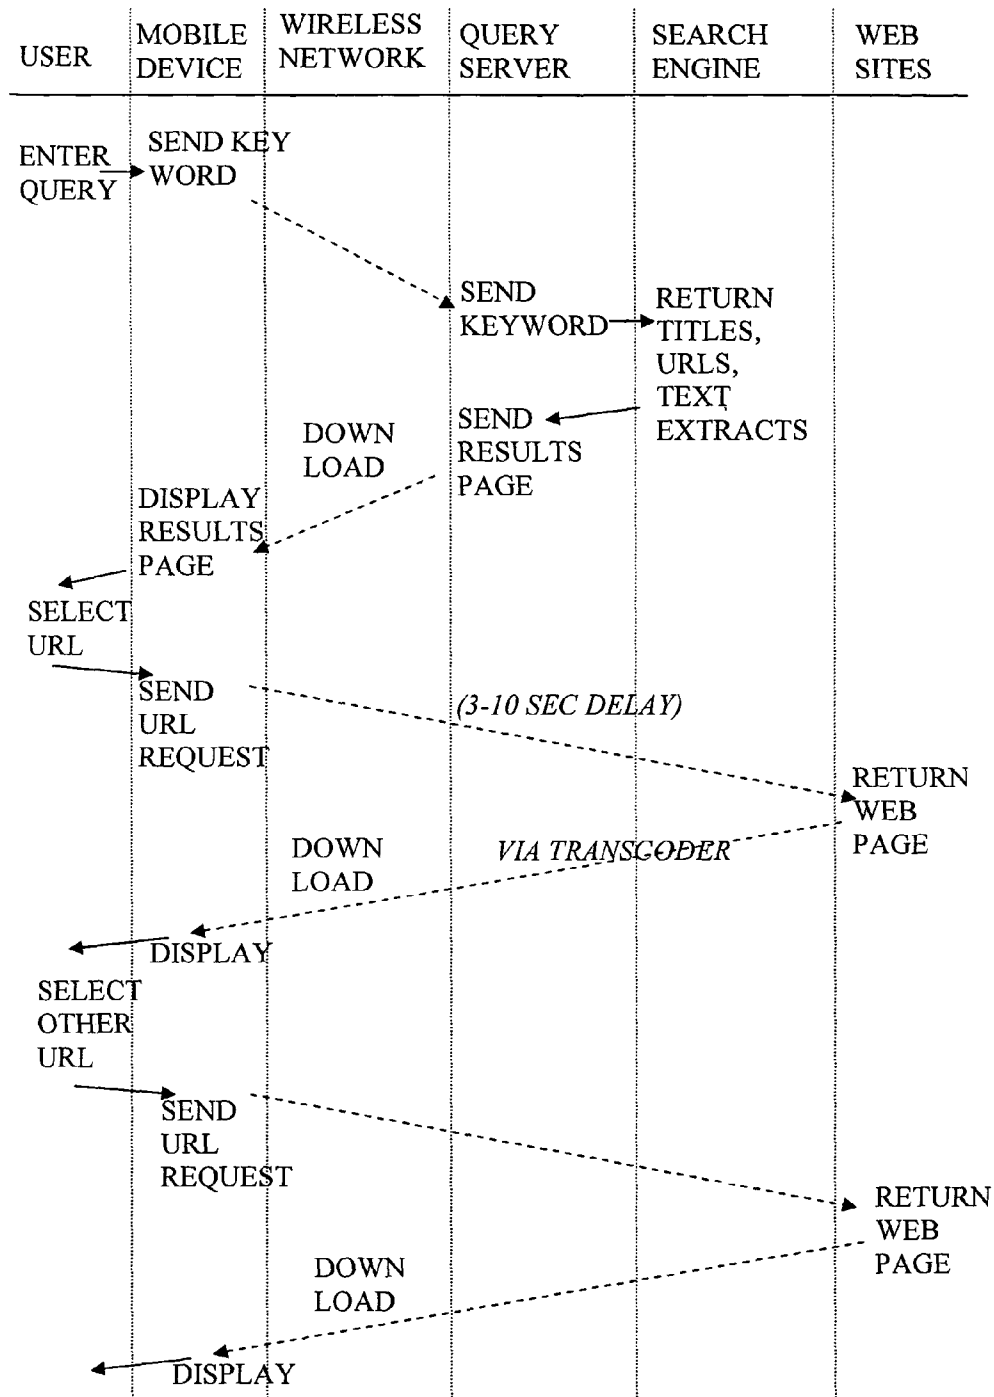 USER
MOBILE
DEVICE
WIRELESS
NETWORK
QUERY
SERVER
SEARCH
ENGINE
WEB
SITES
ENTER
QUERY
SEND KEY
WORD
SEND
KEYWORD
RETURN
TITLES,
URLS,
TEXT
EXTRACTS
SEND
RESULTS
PAGE
DOWN
LOAD
DISPLAY
RESULTS
PAGE
SELECT
URL
SEND
URL
REQUEST
(3-10 SEC DELAY)
RETURN
WEB
PAGE
VIA TRANSCODER
DOWN
LOAD
DISPLAY
SELECT
OTHER
URL
SEND
URL
REQUEST
RETURN
WEB
PAGE
DOWN
LOAD
DISPLAY